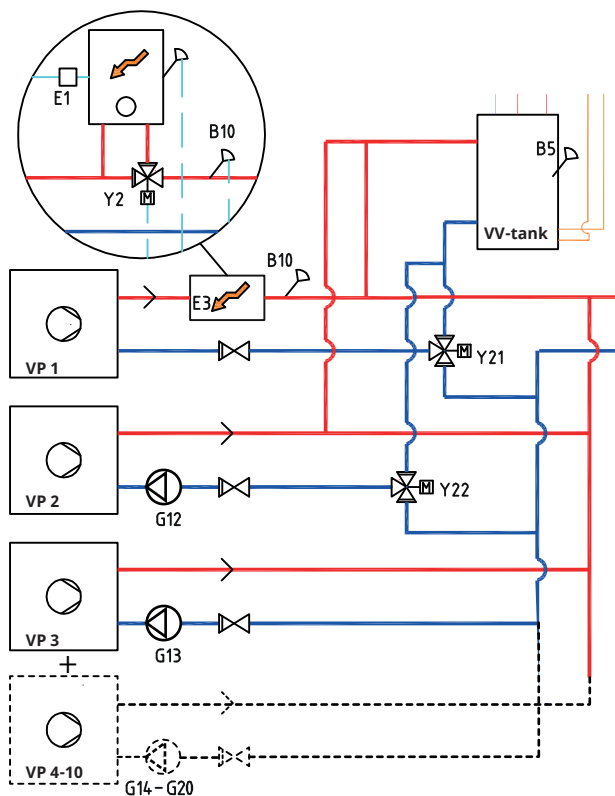 E1
B10
Y2
M
B5
VV-tank
B10
E3
VP 1
M
Y21
VP 2
G12
M
Y22
VP 3
G13
+
VP 4-10
G14-G20